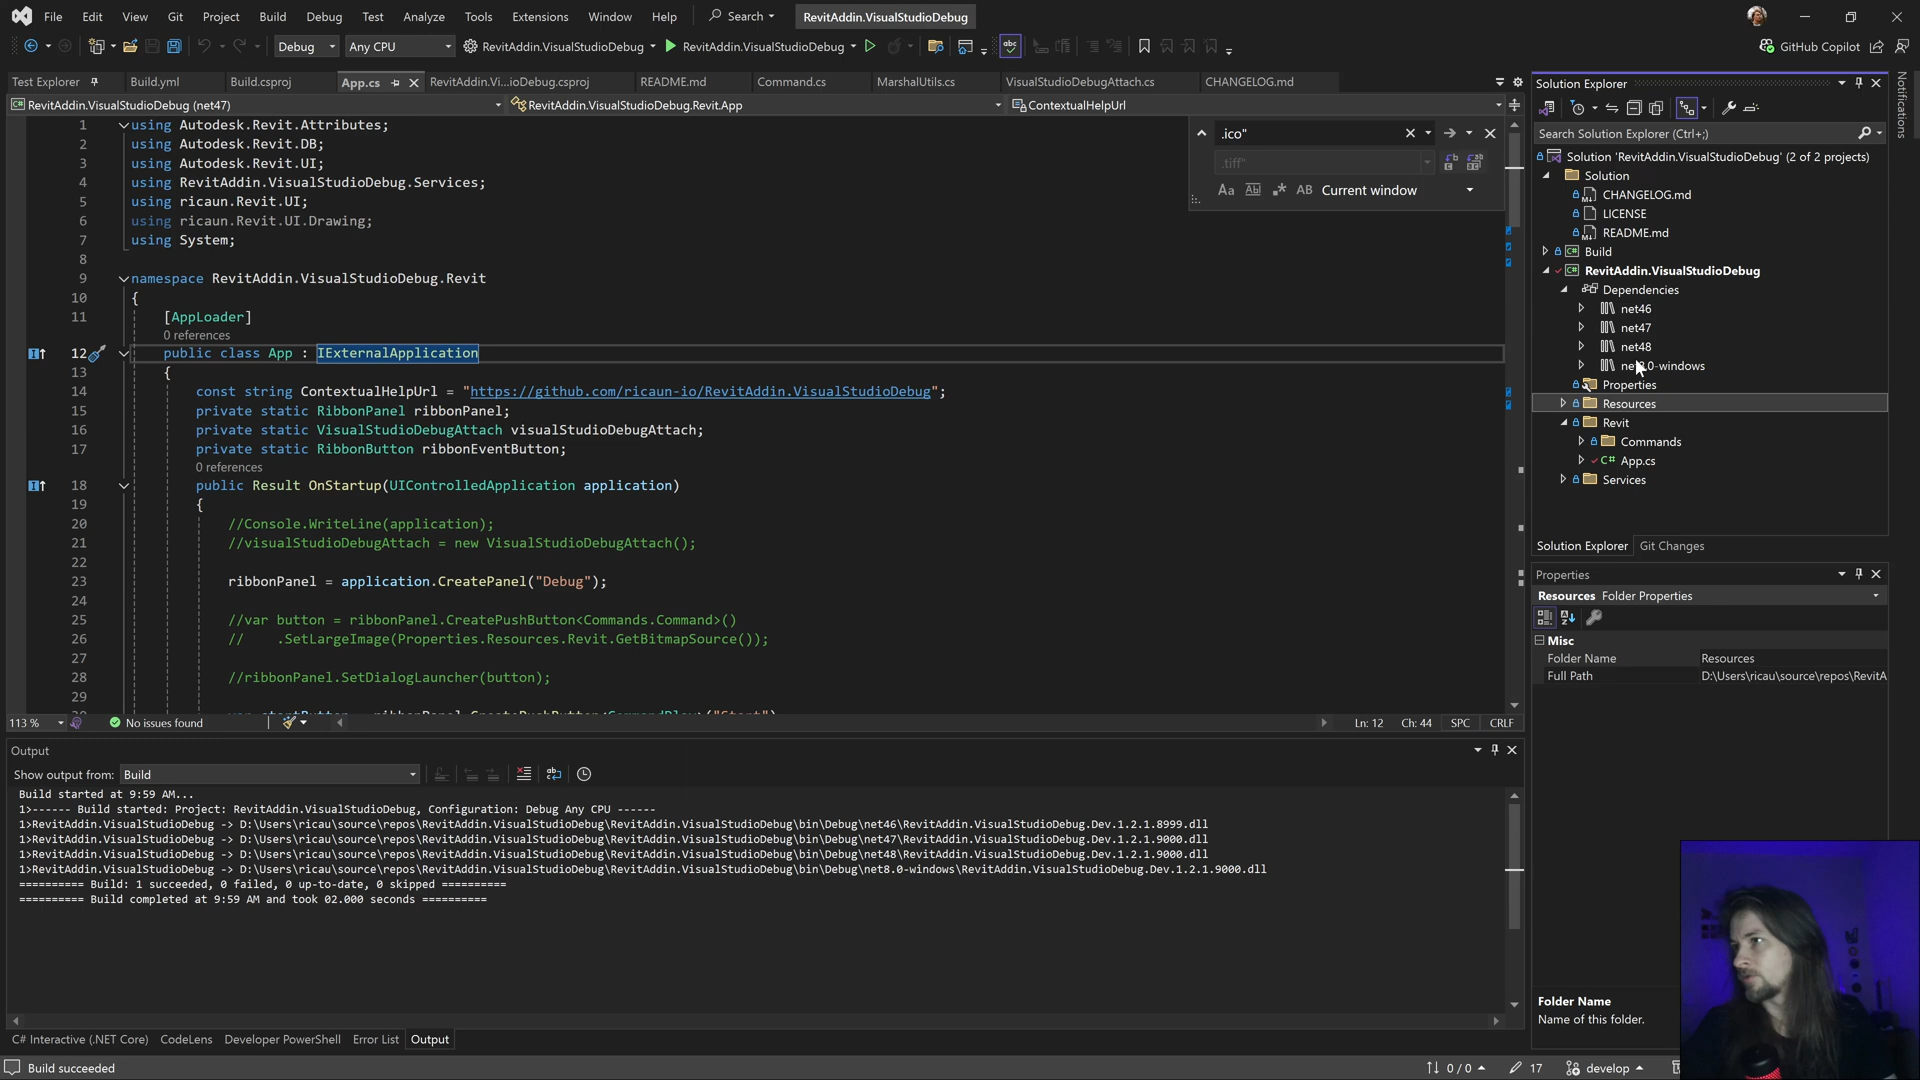 File Edit View Git Project Build Debug Test Analyze Tools Extensions Window Help Search RevitAddin.VisualStudioDebug
Debug Any CPU RevitAddin.VisualStudioDebug RevitAddin.VisualStudioDebug GitHub Copilot
Test Explorer Build.yml Build.csproj App.cs RevitAddin.Vi...ioDebug.csproj README.md Command.cs MarshalUtils.cs VisualStudioDebugAttach.cs CHANGELOG.md
RevitAddin.VisualStudioDebug (net47) RevitAddin.VisualStudioDebug.Revit.App ContextualHelpUrl
1 using Autodesk.Revit.Attributes;
2 using Autodesk.Revit.DB;
3 using Autodesk.Revit.UI;
4 using RevitAddin.VisualStudioDebug.Services;
5 using ricaun.Revit.UI;
6 using ricaun.Revit.UI.Drawing;
7 using System;
8
9 namespace RevitAddin.VisualStudioDebug.Revit
10 {
11 [AppLoader]
0 references
12 public class App : IExternalApplication
13 {
14 const string ContextualHelpUrl = "https://github.com/ricaun-io/RevitAddin.VisualStudioDebug";
15 private static RibbonPanel ribbonPanel;
16 private static VisualStudioDebugAttach visualStudioDebugAttach;
17 private static RibbonButton ribbonEventButton;
0 references
18 public Result OnStartup(UIControlledApplication application)
19 {
20 //Console.WriteLine(application);
21 //visualStudioDebugAttach = new VisualStudioDebugAttach();
22
23 ribbonPanel = application.CreatePanel("Debug");
24
25 //var button = ribbonPanel.CreatePushButton<Commands.Command>()
26 // .SetLargeImage(Properties.Resources.Revit.GetBitmapSource());
27
28 //ribbonPanel.SetDialogLauncher(button);
29
.ico"
.tiff"
Aa Ab AB Current window
113 % No issues found Ln: 12 Ch: 44 SPC CRLF
Output
Show output from: Build
Build started at 9:59 AM...
1>------ Build started: Project: RevitAddin.VisualStudioDebug, Configuration: Debug Any CPU ------
1>RevitAddin.VisualStudioDebug -> D:\Users\ricau\source\repos\RevitAddin.VisualStudioDebug\RevitAddin.VisualStudioDebug\bin\Debug\net46\RevitAddin.VisualStudioDebug.Dev.1.2.1.8999.dll
1>RevitAddin.VisualStudioDebug -> D:\Users\ricau\source\repos\RevitAddin.VisualStudioDebug\RevitAddin.VisualStudioDebug\bin\Debug\net47\RevitAddin.VisualStudioDebug.Dev.1.2.1.9000.dll
1>RevitAddin.VisualStudioDebug -> D:\Users\ricau\source\repos\RevitAddin.VisualStudioDebug\RevitAddin.VisualStudioDebug\bin\Debug\net48\RevitAddin.VisualStudioDebug.Dev.1.2.1.9000.dll
1>RevitAddin.VisualStudioDebug -> D:\Users\ricau\source\repos\RevitAddin.VisualStudioDebug\RevitAddin.VisualStudioDebug\bin\Debug\net8.0-windows\RevitAddin.VisualStudioDebug.Dev.1.2.1.9000.dll
========== Build: 1 succeeded, 0 failed, 0 up-to-date, 0 skipped ==========
========== Build completed at 9:59 AM and took 02.000 seconds ==========
C# Interactive (.NET Core) CodeLens Developer PowerShell Error List Output
Build succeeded 0 / 0 17 develop
Solution Explorer
Search Solution Explorer (Ctrl+;)
Solution 'RevitAddin.VisualStudioDebug' (2 of 2 projects)
Solution
CHANGELOG.md
LICENSE
README.md
Build
RevitAddin.VisualStudioDebug
Dependencies
net46
net47
net48
Properties
Resources
Revit
Commands
C# App.cs
Services
Solution Explorer Git Changes
Properties
Resources Folder Properties
Misc
Folder Name Resources
Full Path D:\Users\ricau\source\repos\RevitA
Folder Name
Name of this folder.
Notifications